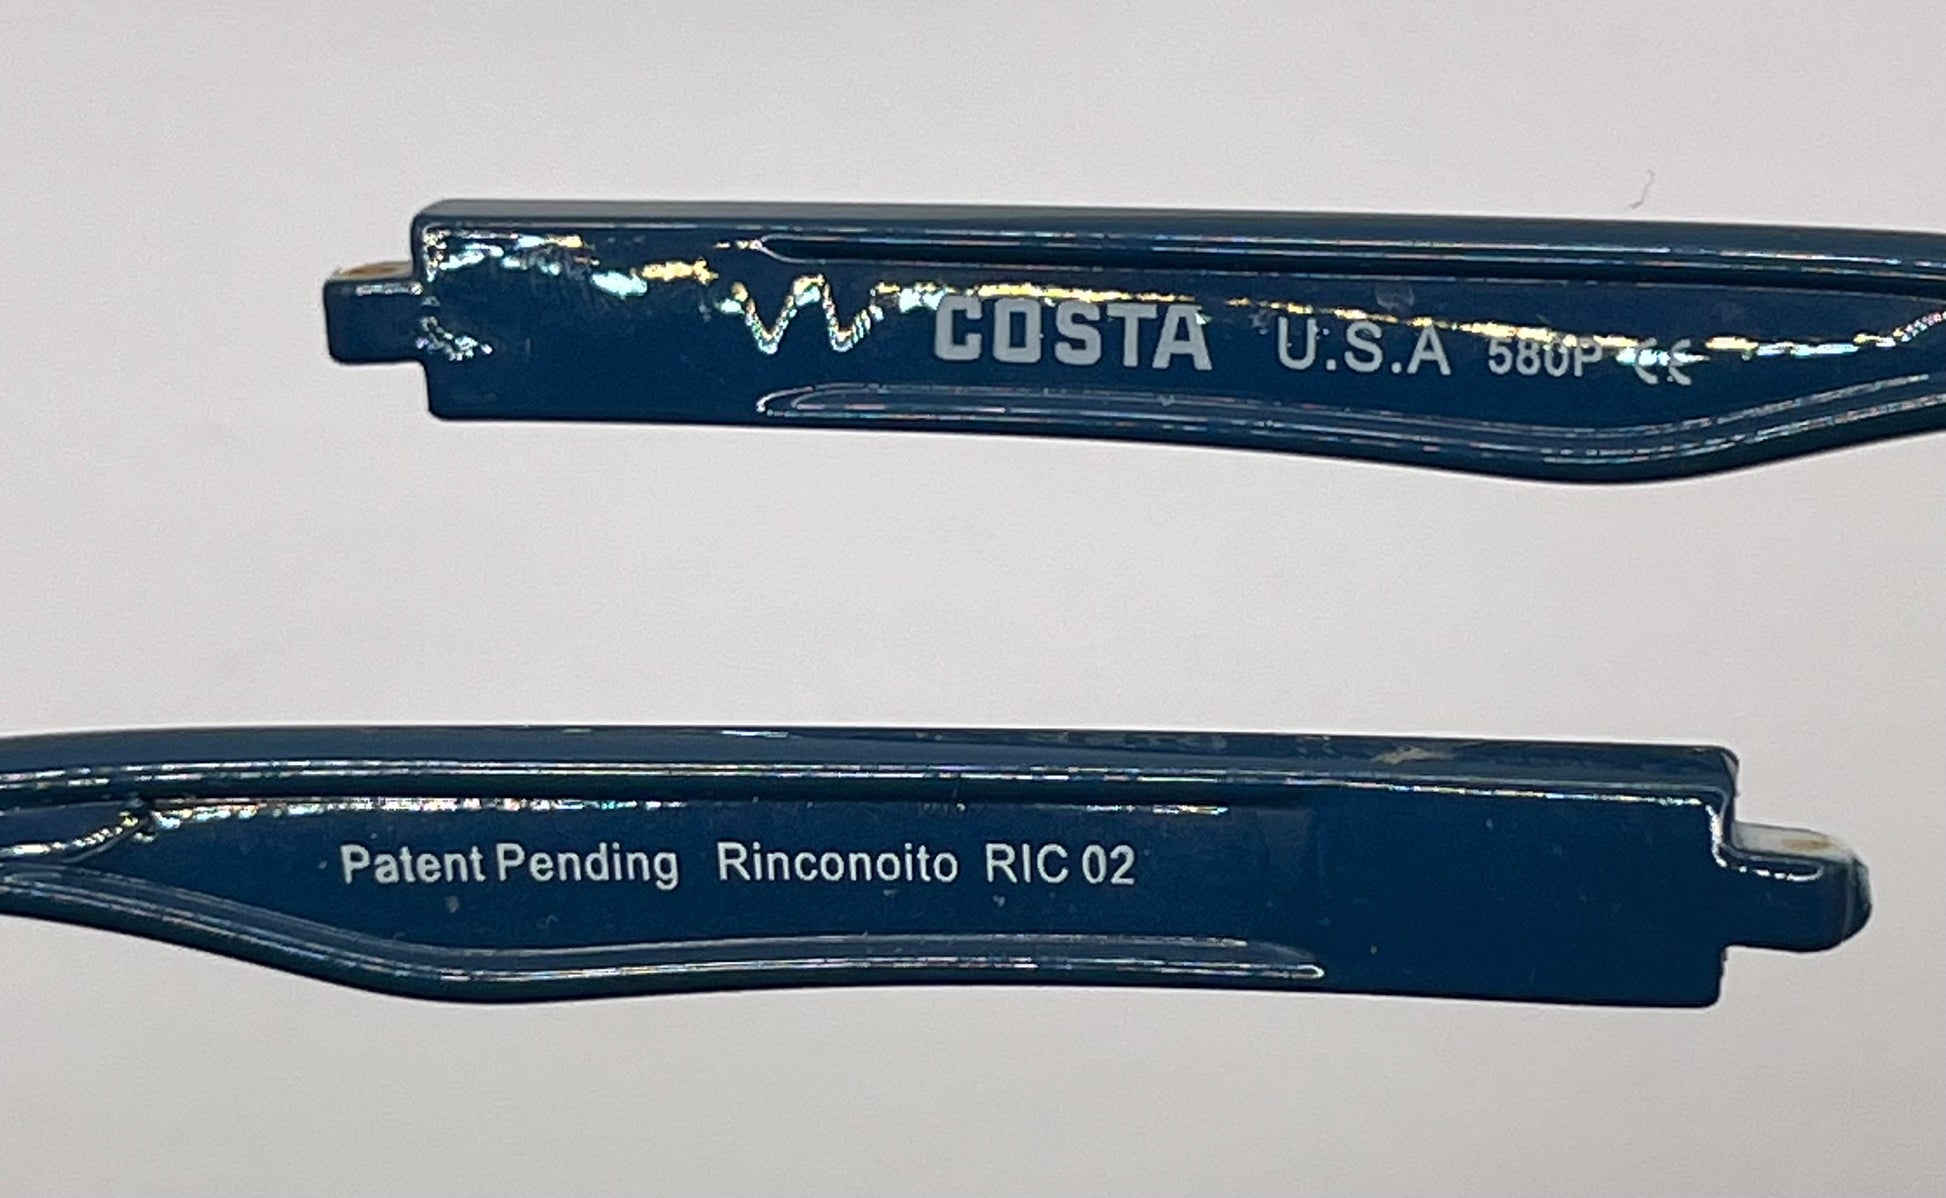 COSTA U.S.A 580P CE
Patent Pending Rinconoito RIC 02